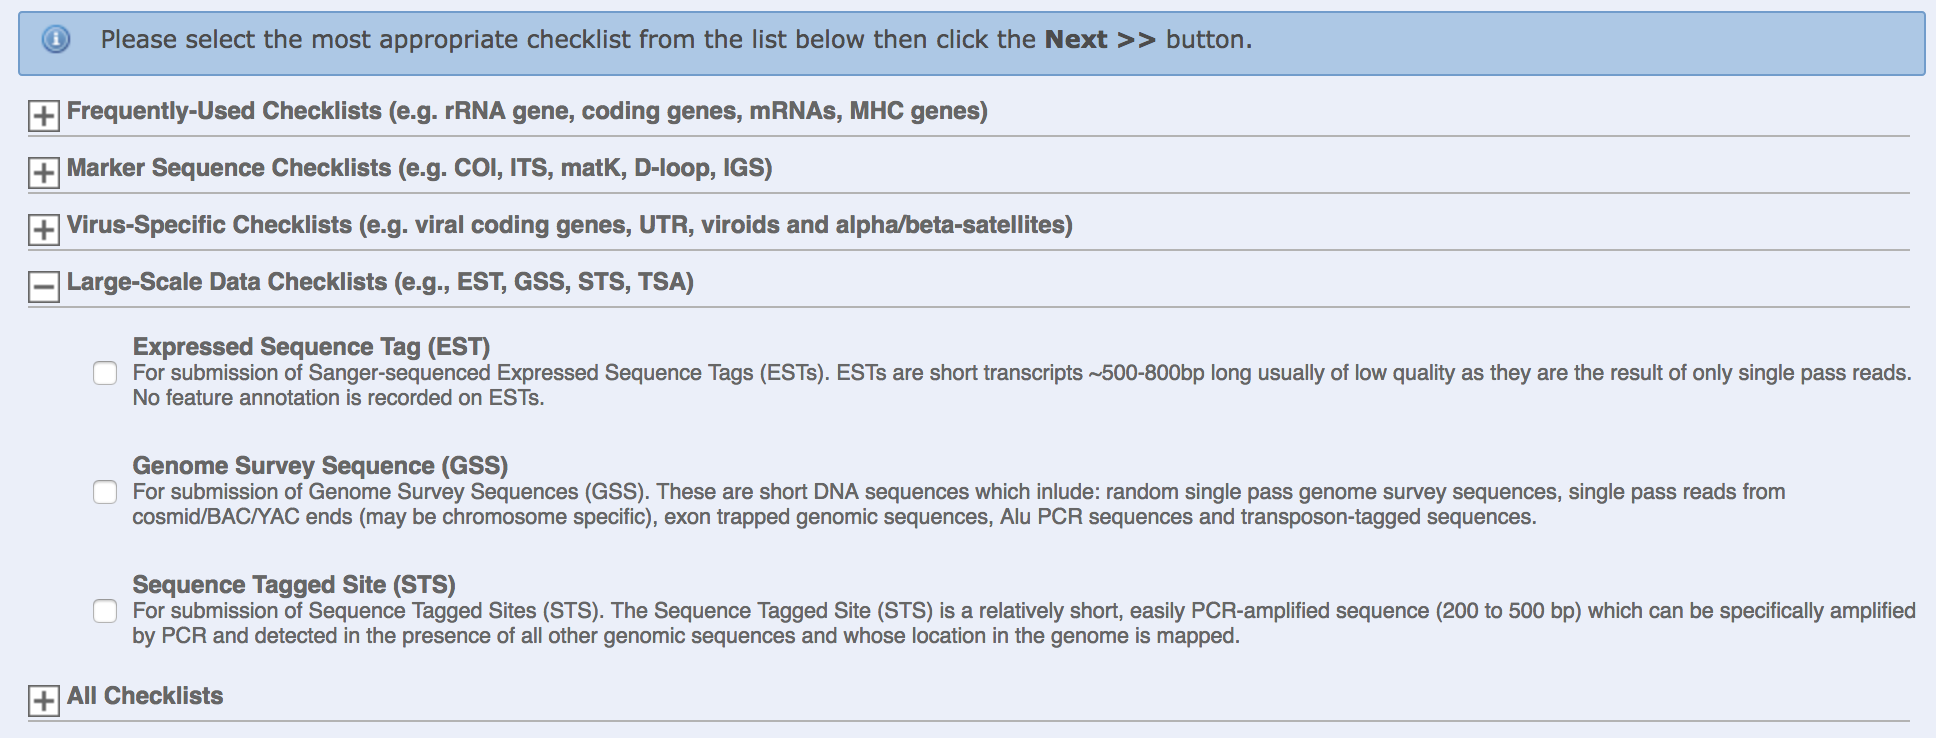 Please select the most appropriate checklist from the list below then click the Next >> button.
Frequently-Used Checklists (e.g. rRNA gene, coding genes, mRNAs, MHC genes)
Marker Sequence Checklists (e.g. COI, ITS, matK, D-loop, IGS)
Virus-Specific Checklists (e.g. viral coding genes, UTR, viroids and alpha/beta-satellites)
Large-Scale Data Checklists (e.g., EST, GSS, STS, TSA)
Expressed Sequence Tag (EST)
For submission of Sanger-sequenced Expressed Sequence Tags (ESTs). ESTs are short transcripts ~500-800bp long usually of low quality as they are the result of only single pass reads.
No feature annotation is recorded on ESTs.
Genome Survey Sequence (GSS)
For submission of Genome Survey Sequences (GSS). These are short DNA sequences which inlude: random single pass genome survey sequences, single pass reads from
cosmid/BAC/YAC ends (may be chromosome specific), exon trapped genomic sequences, Alu PCR sequences and transposon-tagged sequences.
Sequence Tagged Site (STS)
For submission of Sequence Tagged Sites (STS). The Sequence Tagged Site (STS) is a relatively short, easily PCR-amplified sequence (200 to 500 bp) which can be specifically amplified
by PCR and detected in the presence of all other genomic sequences and whose location in the genome is mapped.
All Checklists